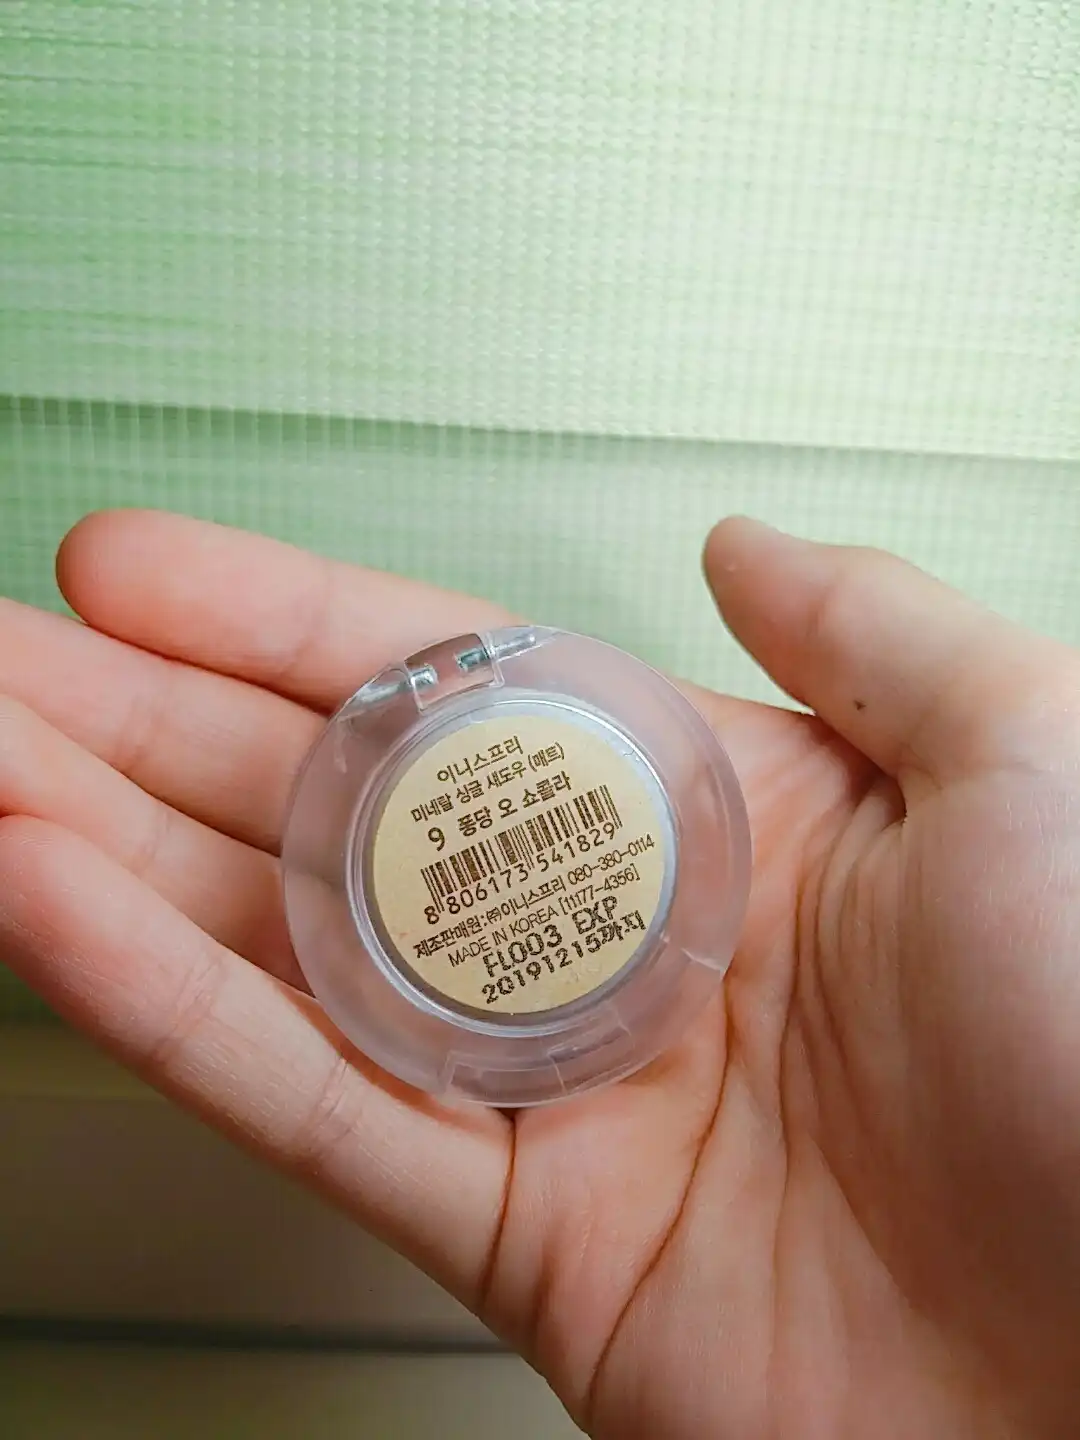 이니스프리
미네랄 싱글 섀도우 (매트)
9 퐁당 오 쇼콜라
8 806173 541829
제조판매원:㈜이니스프리 080-380-0114
MADE IN KOREA [11177-4356]
FL003 EXP
20191215까지